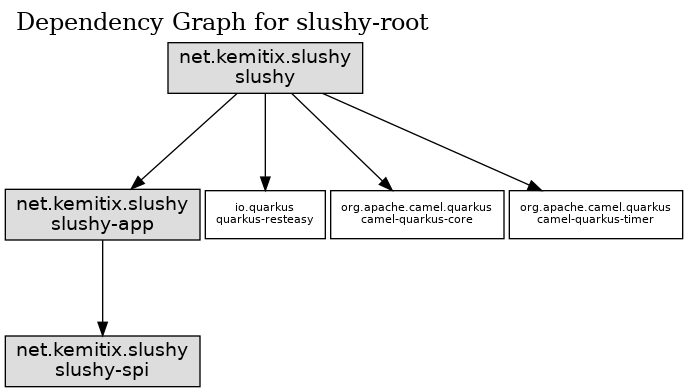 Dependency Graph for slushy-root
net.kemitix.slushy
slushy
net.kemitix.slushy
slushy-app
io.quarkus
quarkus-resteasy
org.apache.camel.quarkus
camel-quarkus-core
org.apache.camel.quarkus
camel-quarkus-timer
net.kemitix.slushy
slushy-spi